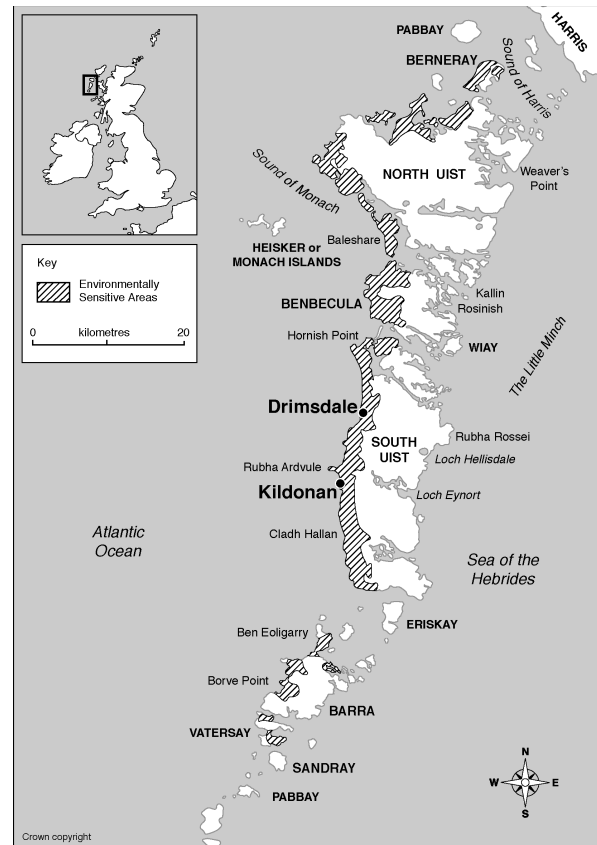 PABBAY
HARRIS
BERNERAY
Sound of Harris
Sound of Monach
NORTH UIST
Weaver's
Point
Baleshare
HEISKER or
MONACH ISLANDS
Key
Environmentally
Sensitive Areas
0 kilometres 20
BENBECULA
Kallin
Rosinish
Hornish Point
WIAY
The Little Minch
Drimsdale
SOUTH
UIST
Rubha Rossei
Loch Hellisdale
Rubha Ardvule
Kildonan
Loch Eynort
Cladh Hallan
Atlantic
Ocean
Sea of the
Hebrides
ERISKAY
Ben Eoligarry
Borve Point
BARRA
VATERSAY
SANDRAY
PABBAY
N
W E
S
Crown copyright